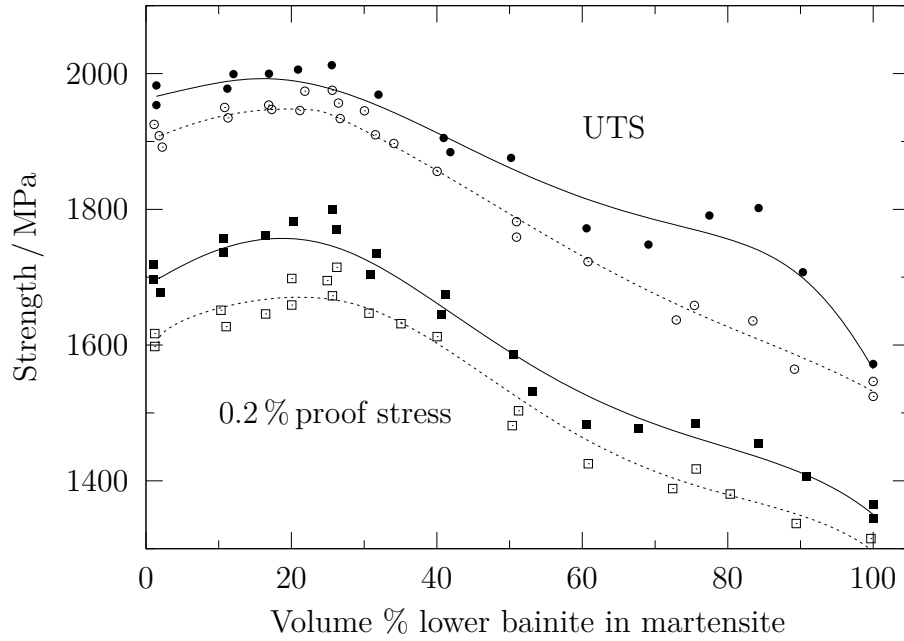 2000
1800
1600
1400
Strength / MPa
UTS
0.2 % proof stress
0 20 40 60 80 100
Volume % lower bainite in martensite